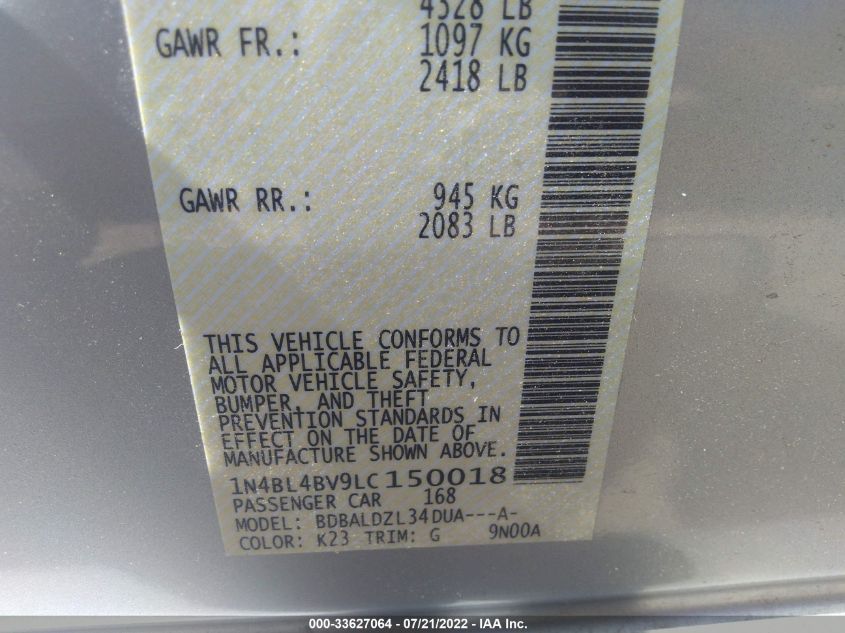 4328 LB
GAWR FR.: 1097 KG
2418 LB
GAWR RR.: 945 KG
2083 LB
THIS VEHICLE CONFORMS TO
ALL APPLICABLE FEDERAL
MOTOR VEHICLE SAFETY,
BUMPER, AND THEFT
PREVENTION STANDARDS IN
EFFECT ON THE DATE OF
MANUFACTURE SHOWN ABOVE.
1N4BL4BV9LC150018
PASSENGER CAR 168
MODEL: BDBALDZL34DUA---A-
COLOR: K23 TRIM: G 9N00A
000-33627064 - 07/21/2022 - IAA Inc.